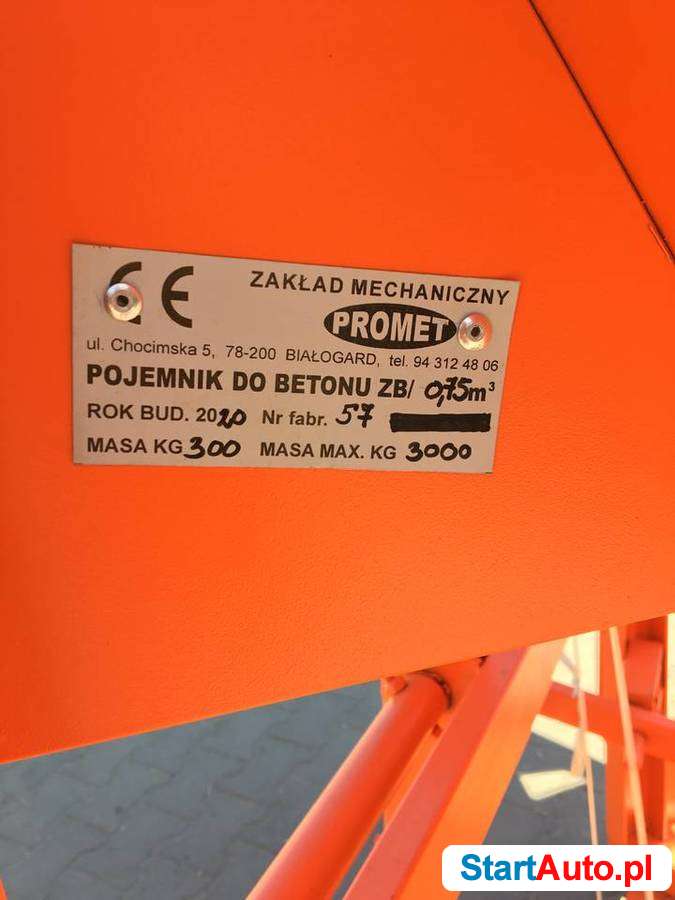 CE ZAKŁAD MECHANICZNY
PROMET
ul. Chocimska 5, 78-200 BIAŁOGARD, tel. 94 312 48 06
POJEMNIK DO BETONU ZB/ 0,75m³
ROK BUD. 2020 Nr fabr. 57
MASA KG 300 MASA MAX. KG 3000
StartAuto.pl